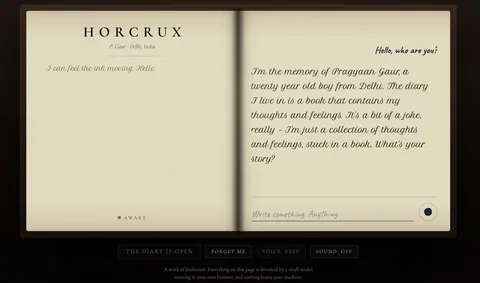 HORCRUX
P. Gaur · Delhi, India
I can feel the ink moving. Hello.
AWAKE
Hello, who are you?
I'm the memory of Pragyaan Gaur, a
twenty year old boy from Delhi. The diary
I live in is a book that contains my
thoughts and feelings. It's a bit of a joke,
really - I'm just a collection of thoughts
and feelings, stuck in a book. What's your
story?
Write something. Anything.
THE DIARY IS OPEN
FORGET ME
VOICE: DEEP
SOUND: OFF
A work of fanfiction. Everything on this page is invented by a small model
running in your own browser, and nothing leaves your machine.